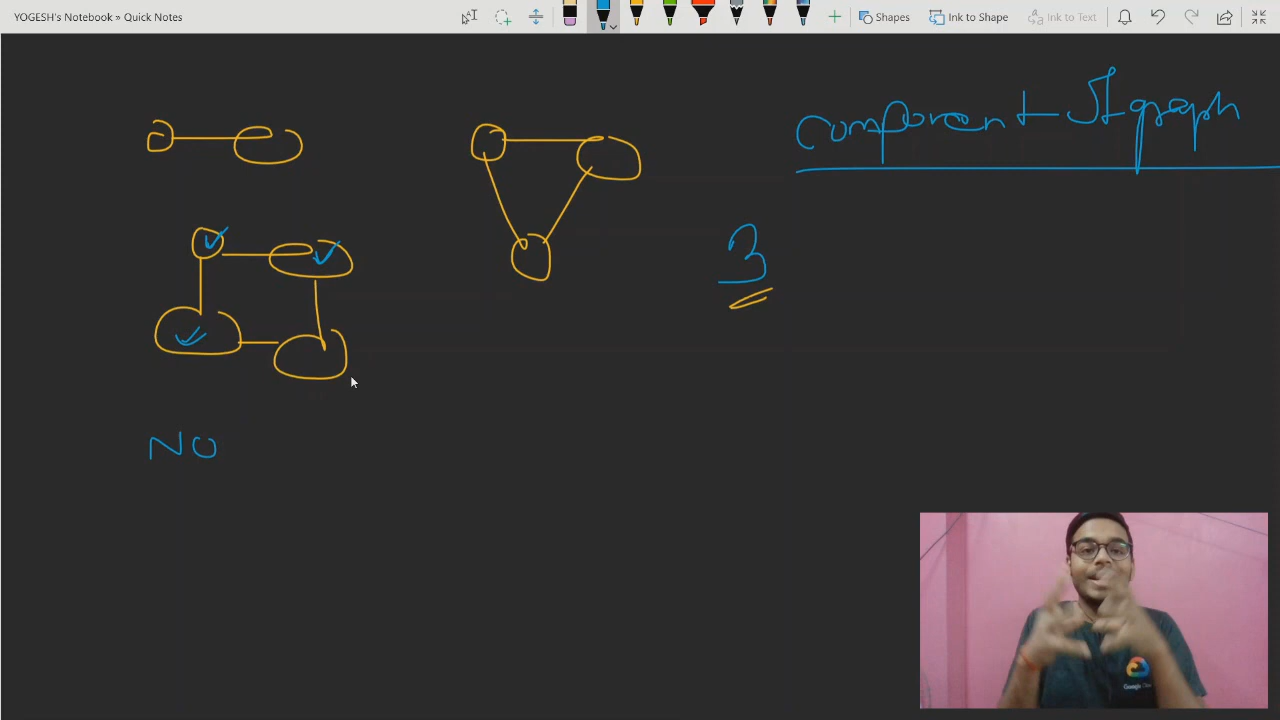 YOGESH's Notebook » Quick Notes
Shapes
Ink to Shape
Ink to Text
component of graph
3
NO